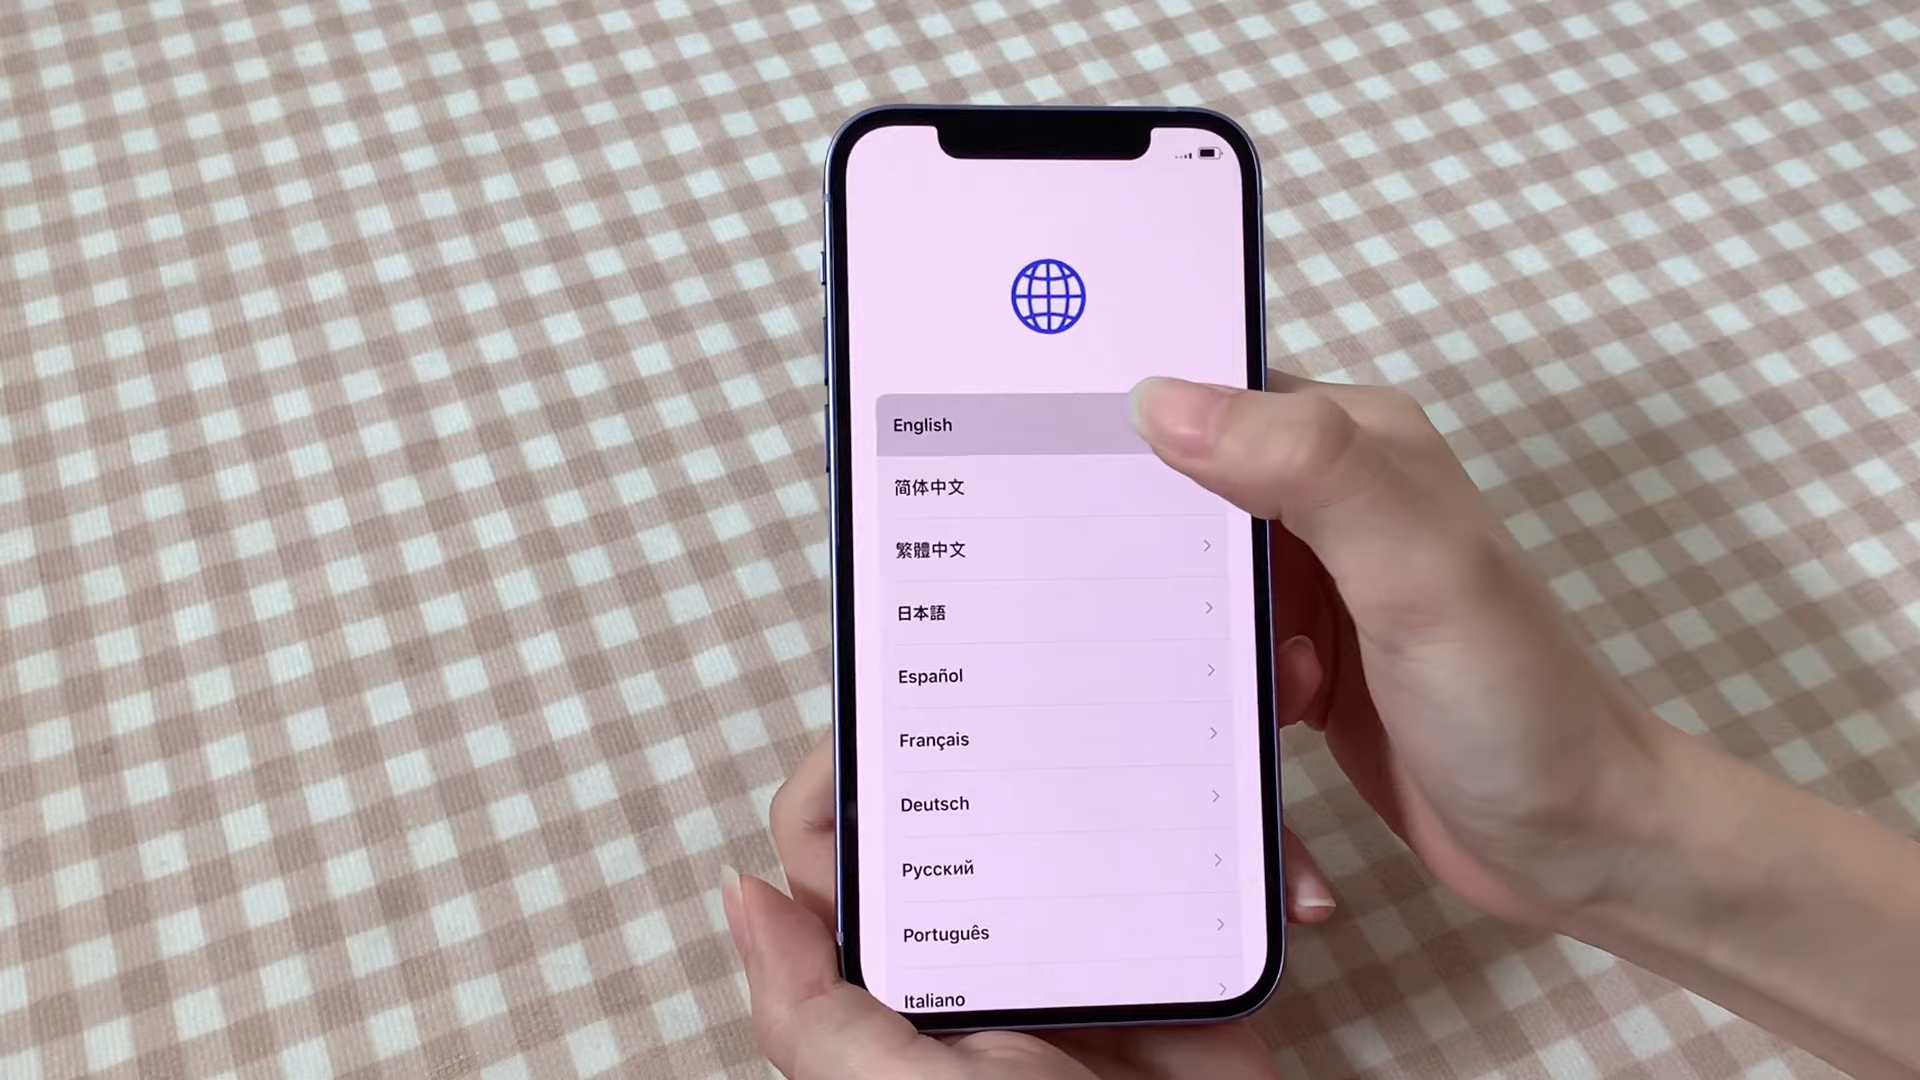 English
简体中文
繁體中文
日本語
Español
Français
Deutsch
Русский
Português
Italiano